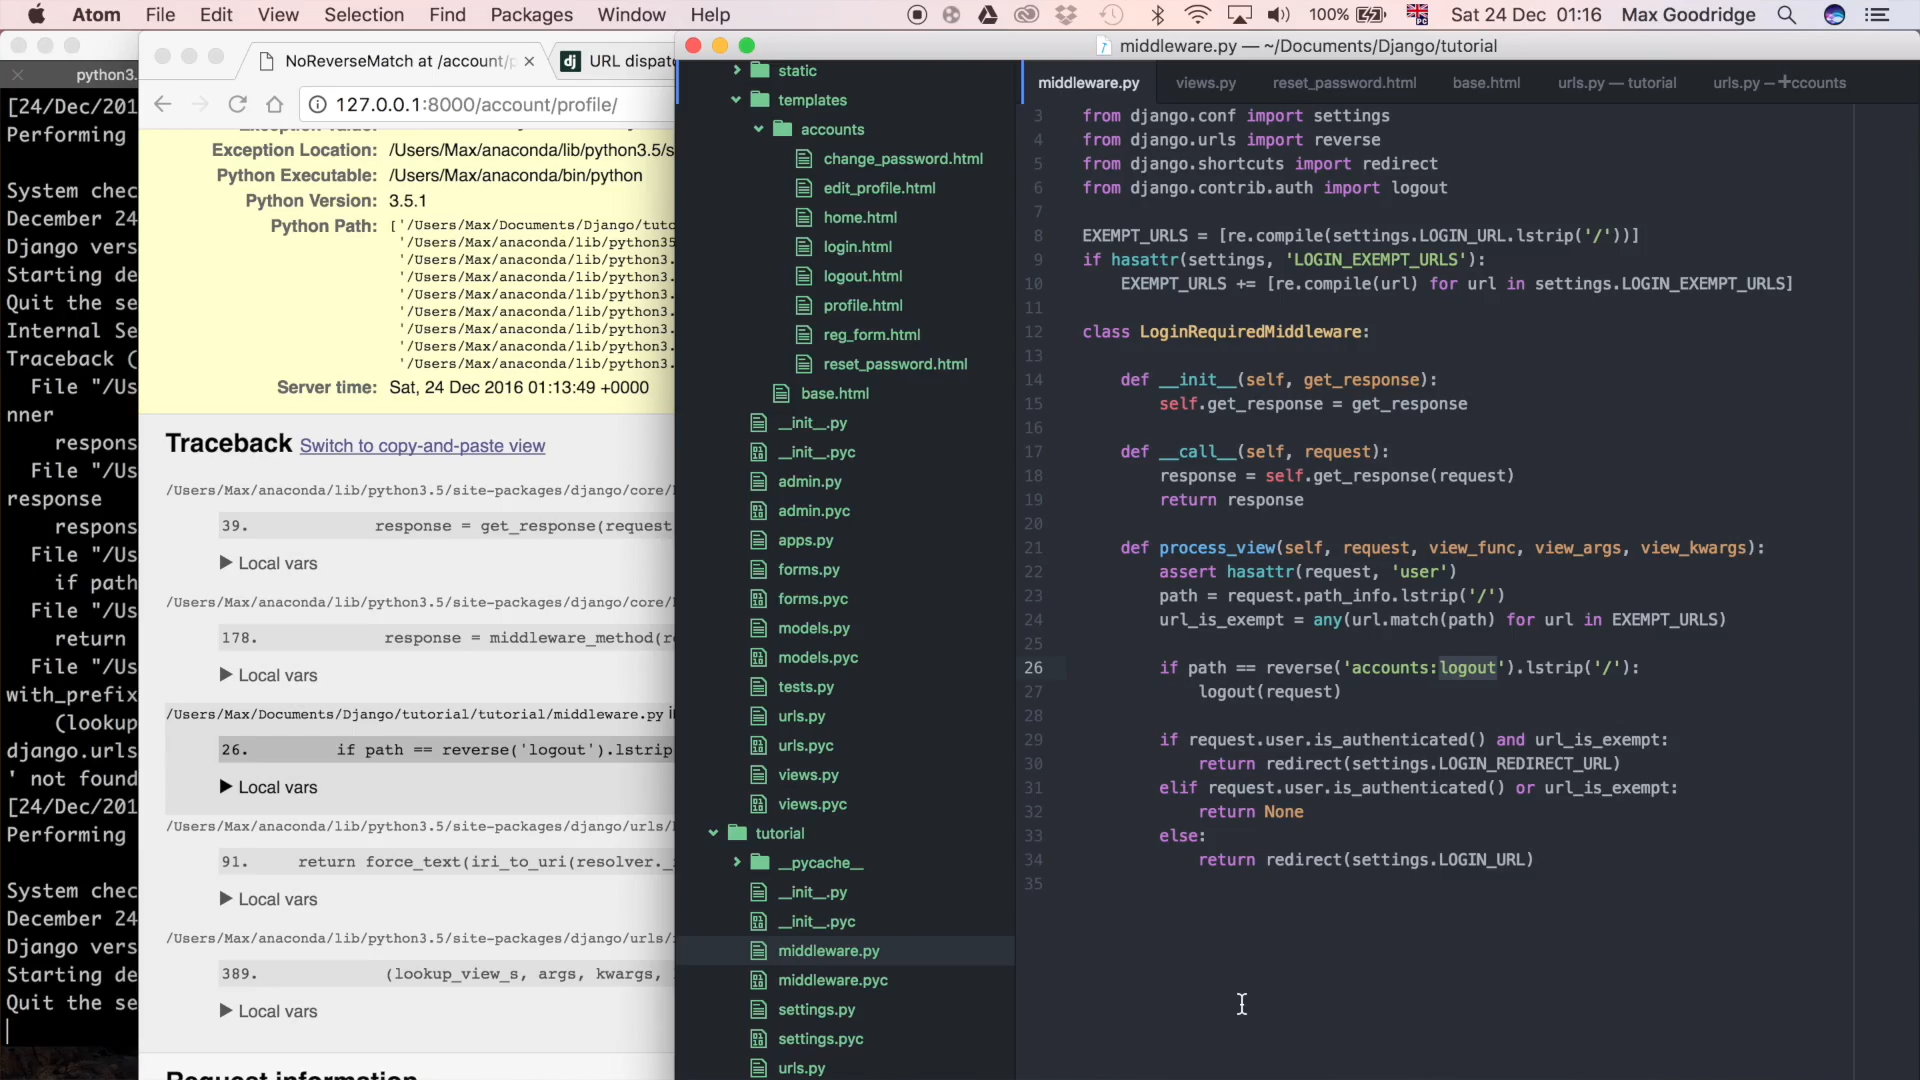 Atom File Edit View Selection Find Packages Window Help 100% Sat 24 Dec 01:16 Max Goodridge
python3.
[24/Dec/201
Performing
System chec
December 24
Django vers
Starting de
Quit the se
Internal Se
Traceback (
File "/Us
nner
respons
File "/Us
response
respons
File "/Us
if path
File "/Us
return
File "/Us
with_prefix
(lookup
django.urls
' not found
[24/Dec/201
Performing
System chec
December 24
Django vers
Starting de
Quit the se
NoReverseMatch at /account/p
URL dispat
127.0.0.1:8000/account/profile/
Exception Value:
Exception Location: /Users/Max/anaconda/lib/python3.5/s
Python Executable: /Users/Max/anaconda/bin/python
Python Version: 3.5.1
Python Path: ['/Users/Max/Documents/Django/tuto
'/Users/Max/anaconda/lib/python35
'/Users/Max/anaconda/lib/python3.
'/Users/Max/anaconda/lib/python3.
'/Users/Max/anaconda/lib/python3.
'/Users/Max/anaconda/lib/python3.
'/Users/Max/anaconda/lib/python3.
'/Users/Max/anaconda/lib/python3.
'/Users/Max/anaconda/lib/python3.
Server time: Sat, 24 Dec 2016 01:13:49 +0000
Traceback Switch to copy-and-paste view
/Users/Max/anaconda/lib/python3.5/site-packages/django/core/
39. response = get_response(request
Local vars
/Users/Max/anaconda/lib/python3.5/site-packages/django/core/
178. response = middleware_method(re
Local vars
/Users/Max/Documents/Django/tutorial/tutorial/middleware.py
26. if path == reverse('logout').lstrip
Local vars
/Users/Max/anaconda/lib/python3.5/site-packages/django/urls/
91. return force_text(iri_to_uri(resolver._
Local vars
/Users/Max/anaconda/lib/python3.5/site-packages/django/urls/
389. (lookup_view_s, args, kwargs,
Local vars
Request information
middleware.py — ~/Documents/Django/tutorial
static
templates
accounts
change_password.html
edit_profile.html
home.html
login.html
logout.html
profile.html
reg_form.html
reset_password.html
base.html
__init__.py
__init__.pyc
admin.py
admin.pyc
apps.py
forms.py
forms.pyc
models.py
models.pyc
tests.py
urls.py
urls.pyc
views.py
views.pyc
tutorial
__pycache__
__init__.py
__init__.pyc
middleware.py
middleware.pyc
settings.py
settings.pyc
urls.py
middleware.py views.py reset_password.html base.html urls.py — tutorial urls.py — ccounts
3 from django.conf import settings
4 from django.urls import reverse
5 from django.shortcuts import redirect
6 from django.contrib.auth import logout
7
8 EXEMPT_URLS = [re.compile(settings.LOGIN_URL.lstrip('/'))]
9 if hasattr(settings, 'LOGIN_EXEMPT_URLS'):
10 EXEMPT_URLS += [re.compile(url) for url in settings.LOGIN_EXEMPT_URLS]
11
12 class LoginRequiredMiddleware:
13
14 def __init__(self, get_response):
15 self.get_response = get_response
16
17 def __call__(self, request):
18 response = self.get_response(request)
19 return response
20
21 def process_view(self, request, view_func, view_args, view_kwargs):
22 assert hasattr(request, 'user')
23 path = request.path_info.lstrip('/')
24 url_is_exempt = any(url.match(path) for url in EXEMPT_URLS)
25
26 if path == reverse('accounts:logout').lstrip('/'):
27 logout(request)
28
29 if request.user.is_authenticated() and url_is_exempt:
30 return redirect(settings.LOGIN_REDIRECT_URL)
31 elif request.user.is_authenticated() or url_is_exempt:
32 return None
33 else:
34 return redirect(settings.LOGIN_URL)
35